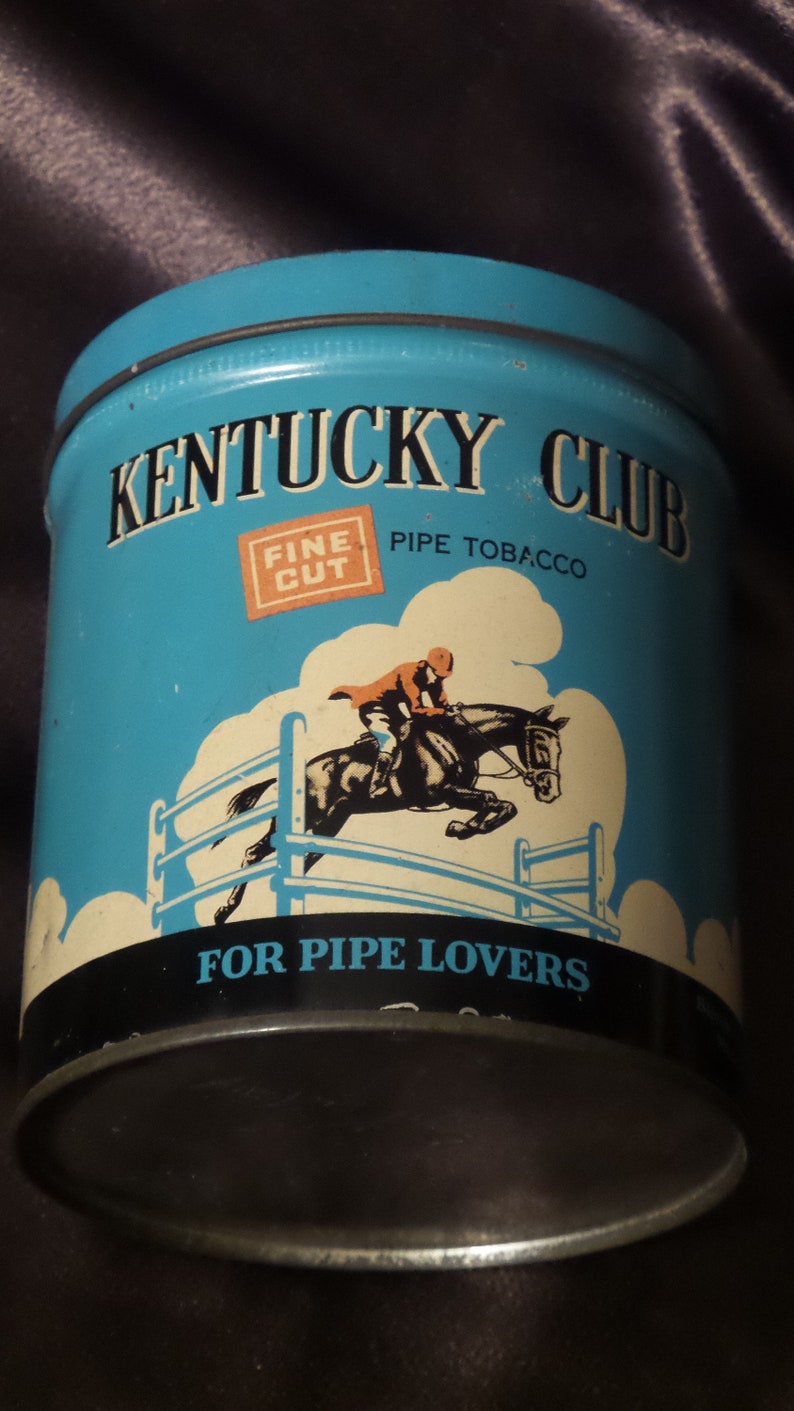 KENTUCKY CLUB
FINE CUT
PIPE TOBACCO
FOR PIPE LOVERS